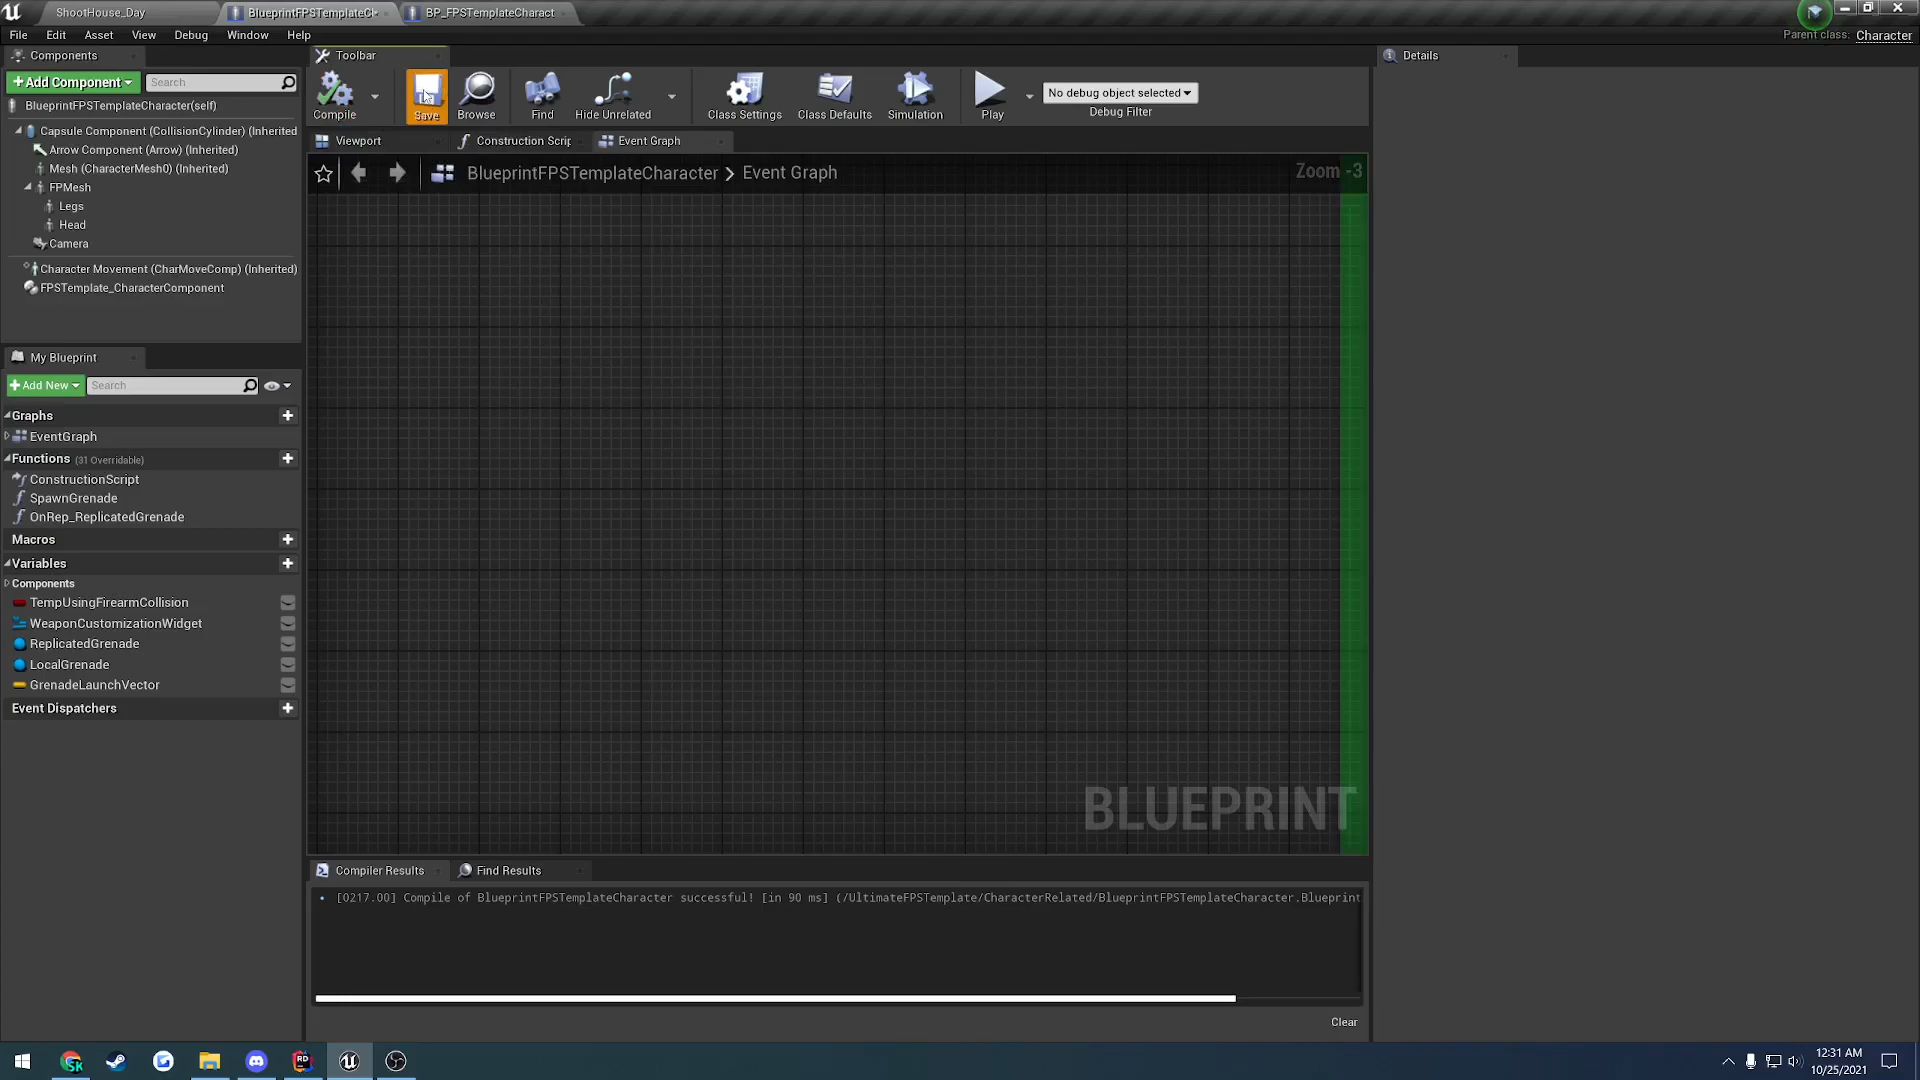 ShootHouse_Day
BlueprintFPSTemplateCl
BP_FPSTemplateCharact
File Edit Asset View Debug Window Help
Parent class: Character
Components
Toolbar
Details
+Add Component
Search
BlueprintFPSTemplateCharacter(self)
Compile
Save
Browse
Find
Hide Unrelated
Class Settings
Class Defaults
Simulation
Play
No debug object selected
Debug Filter
Capsule Component (CollisionCylinder) (Inherited
Arrow Component (Arrow) (Inherited)
Mesh (CharacterMesh0) (Inherited)
FPMesh
Legs
Head
Camera
Character Movement (CharMoveComp) (Inherited)
FPSTemplate_CharacterComponent
Viewport
Construction Scrip
Event Graph
BlueprintFPSTemplateCharacter > Event Graph
Zoom -3
My Blueprint
+Add New
Search
Graphs
EventGraph
Functions (31 Overridable)
ConstructionScript
SpawnGrenade
OnRep_ReplicatedGrenade
Macros
Variables
Components
TempUsingFirearmCollision
WeaponCustomizationWidget
ReplicatedGrenade
LocalGrenade
GrenadeLaunchVector
Event Dispatchers
BLUEPRINT
Compiler Results
Find Results
[0217.00] Compile of BlueprintFPSTemplateCharacter successful! [in 90 ms] (/UltimateFPSTemplate/CharacterRelated/BlueprintFPSTemplateCharacter.Blueprint
Clear
12:31 AM
10/25/2021